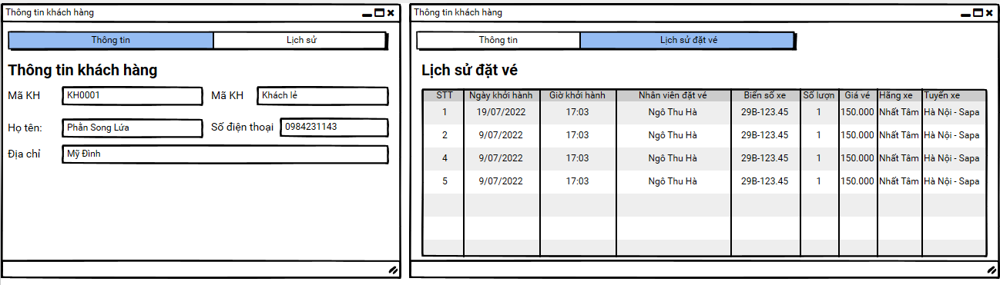 Thông tin khách hàng
Thông tin Lịch sử
Thông tin khách hàng
Mã KH KH0001 Mã KH Khách lẻ
Họ tên: Phằn Song Lứa Số điện thoại 0984231143
Địa chỉ Mỹ Đình
Thông tin khách hàng
Thông tin Lịch sử đặt vé
Lịch sử đặt vé
STT Ngày khởi hành Giờ khởi hành Nhân viên đặt vé Biển số xe Số lượn Giá vé Hãng xe Tuyến xe
1 19/07/2022 17:03 Ngô Thu Hà 29B-123.45 1 150.000 Nhất Tâm Hà Nội - Sapa
2 9/07/2022 17:03 Ngô Thu Hà 29B-123.45 1 150.000 Nhất Tâm Hà Nội - Sapa
4 9/07/2022 17:03 Ngô Thu Hà 29B-123.45 1 150.000 Nhất Tâm Hà Nội - Sapa
5 9/07/2022 17:03 Ngô Thu Hà 29B-123.45 1 150.000 Nhất Tâm Hà Nội - Sapa